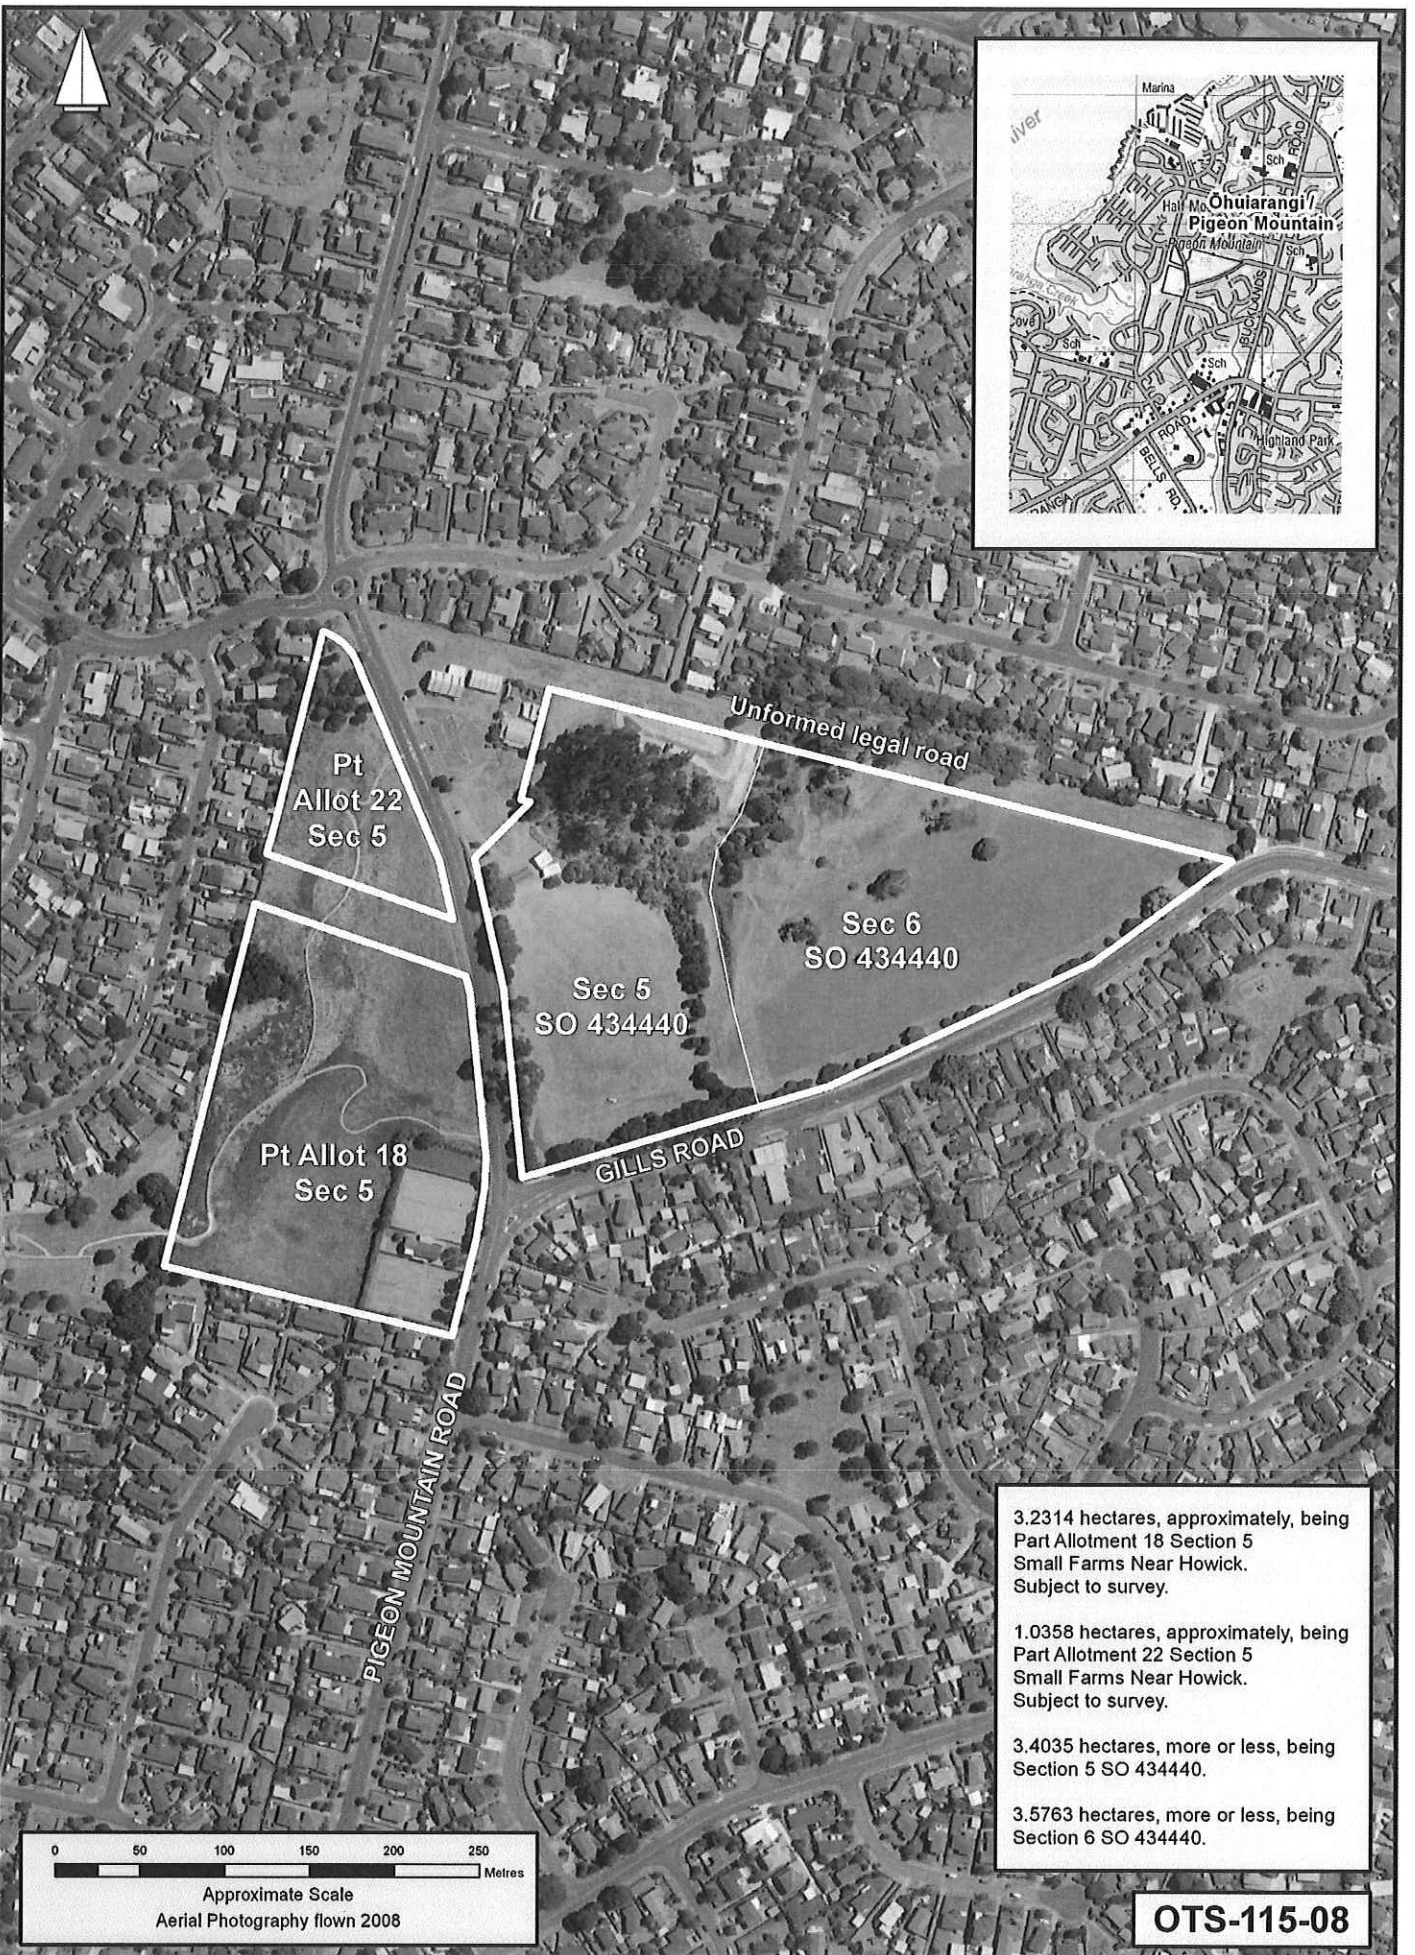 Marina
Sch
ROAD
Ōhuiarangi /
Pigeon Mountain
Pigeon Mountain
Sch
Creek
BUCKLANDS
Sch
Sch
ROAD
Highland Park
BELLS RD.
Unformed legal road
Pt
Allot 22
Sec 5
Sec 6
SO 434440
Sec 5
SO 434440
Pt Allot 18
Sec 5
GILLS ROAD
PIGEON MOUNTAIN ROAD
3.2314 hectares, approximately, being
Part Allotment 18 Section 5
Small Farms Near Howick.
Subject to survey.
1.0358 hectares, approximately, being
Part Allotment 22 Section 5
Small Farms Near Howick.
Subject to survey.
3.4035 hectares, more or less, being
Section 5 SO 434440.
3.5763 hectares, more or less, being
Section 6 SO 434440.
0 50 100 150 200 250
Metres
Approximate Scale
Aerial Photography flown 2008
OTS-115-08